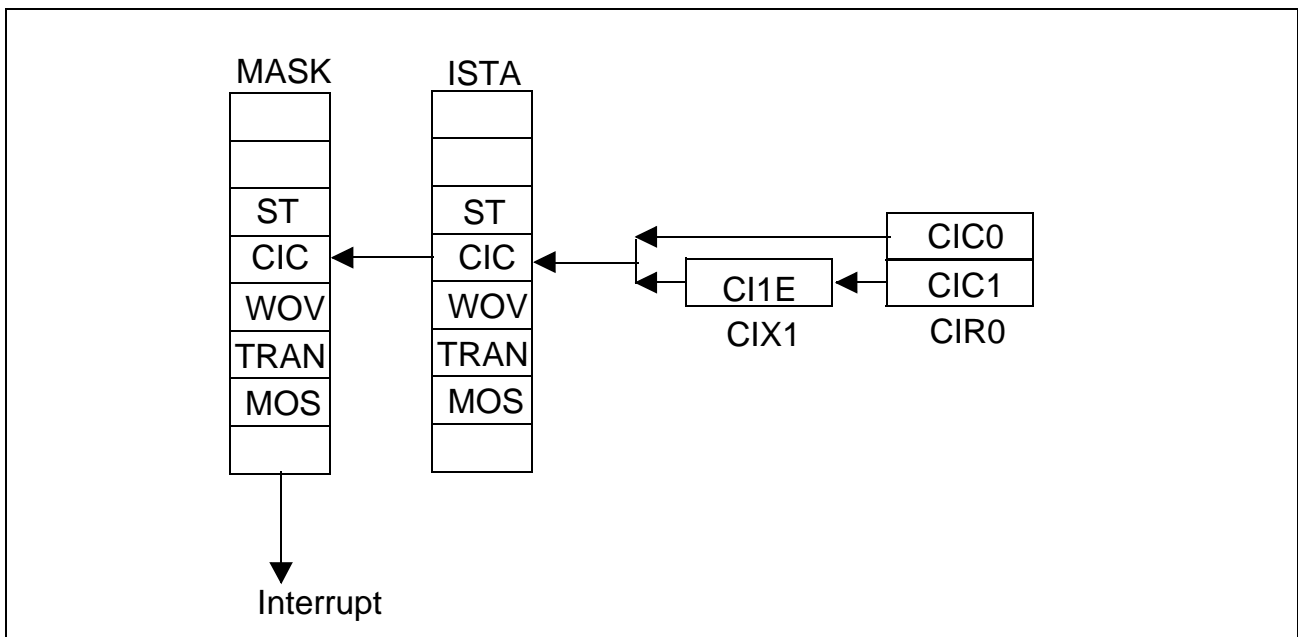 MASK
ISTA
ST
CIC
WOV
TRAN
MOS
ST
CIC
WOV
TRAN
MOS
CI1E
CIX1
CIC0
CIC1
CIR0
Interrupt